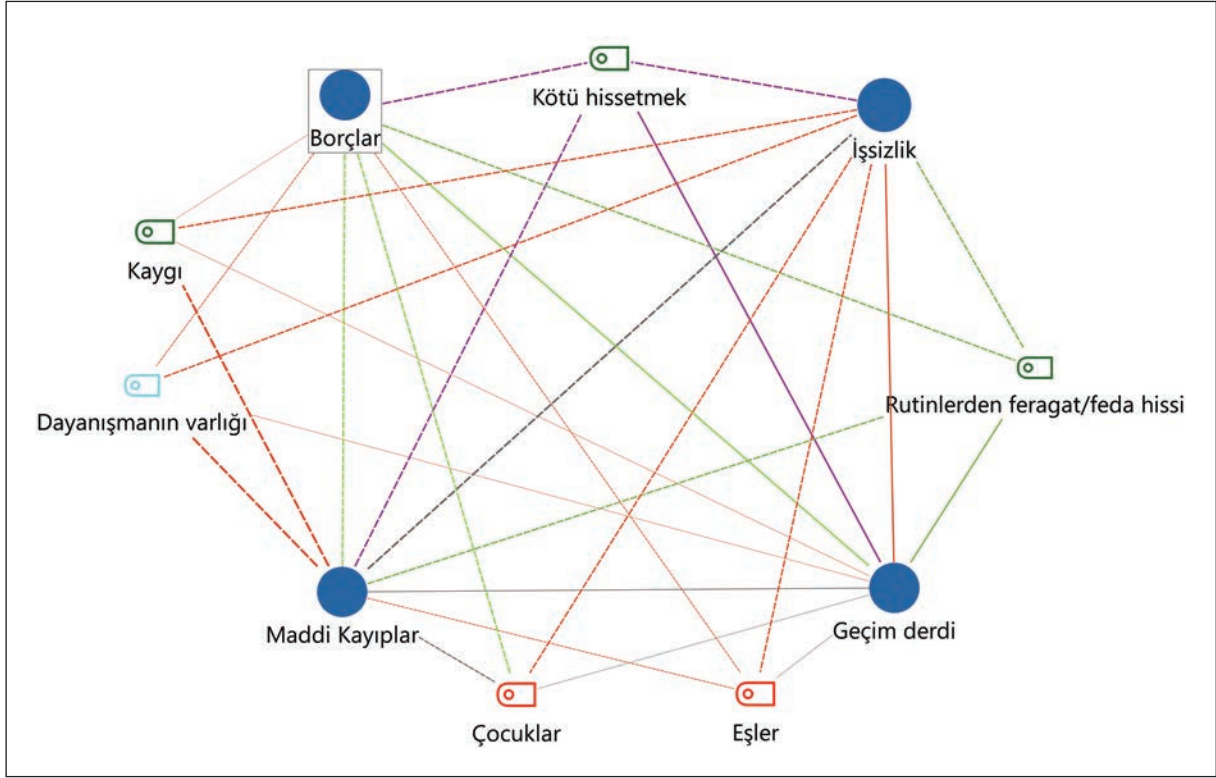 Kötü hissetmek
Borçlar
İşsizlik
Kaygı
Dayanışmanın varlığı
Rutinlerden feragat/feda hissi
Maddi Kayıplar
Geçim derdi
Çocuklar
Eşler